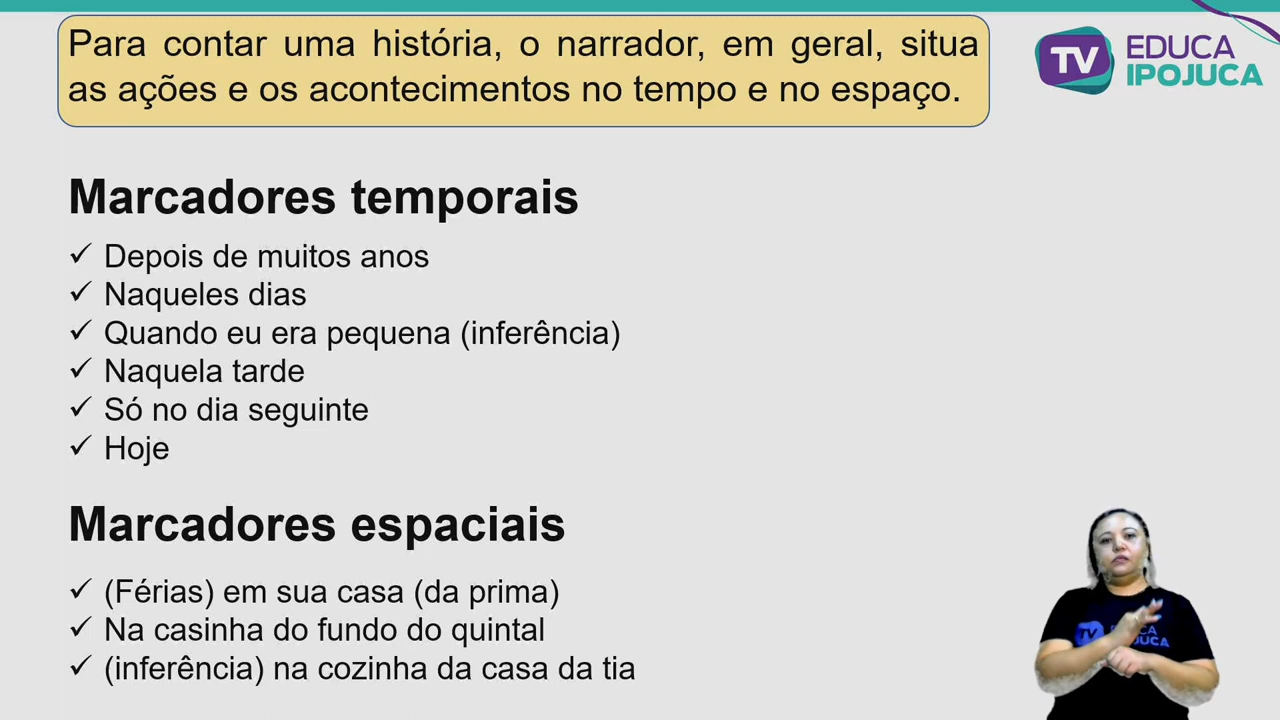 Para contar uma história, o narrador, em geral, situa
as ações e os acontecimentos no tempo e no espaço.
TV EDUCA
IPOJUCA
Marcadores temporais
✓ Depois de muitos anos
✓ Naqueles dias
✓ Quando eu era pequena (inferência)
✓ Naquela tarde
✓ Só no dia seguinte
✓ Hoje
Marcadores espaciais
✓ (Férias) em sua casa (da prima)
✓ Na casinha do fundo do quintal
✓ (inferência) na cozinha da casa da tia
TV